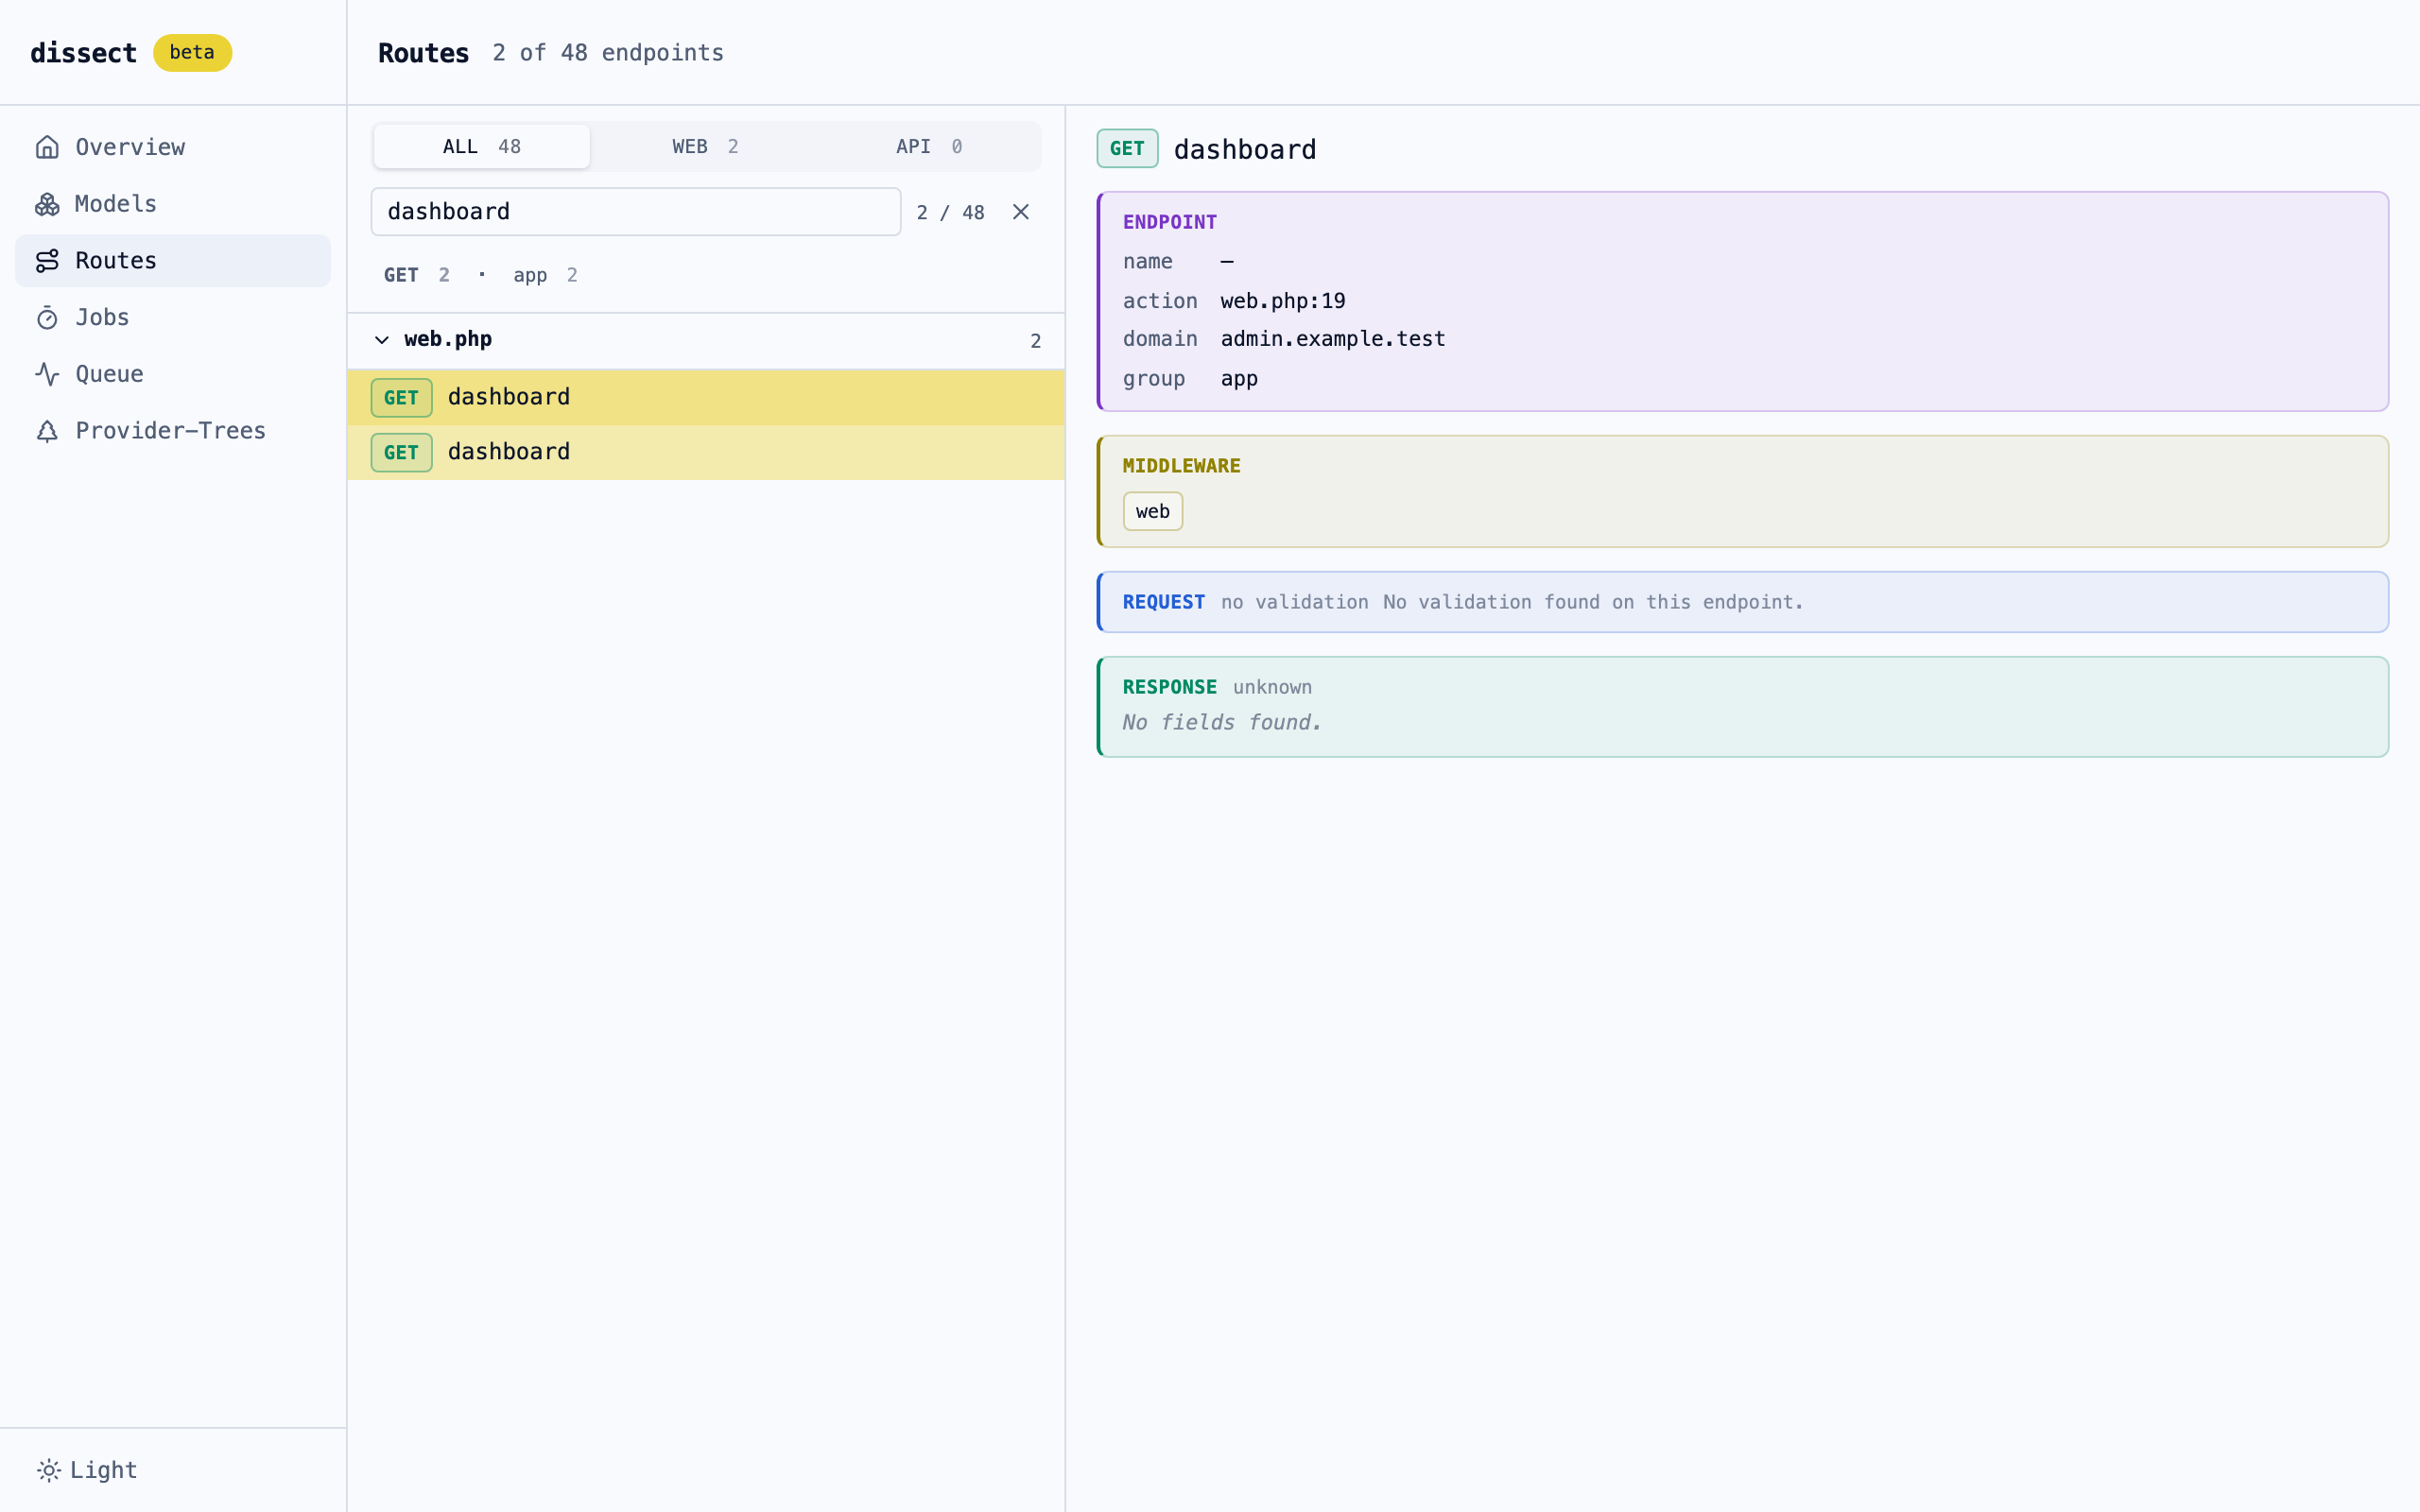 dissect beta
Routes 2 of 48 endpoints
Overview
Models
Routes
Jobs
Queue
Provider-Trees
Light
ALL 48 WEB 2 API 0
dashboard 2 / 48
GET 2 · app 2
web.php 2
GET dashboard
GET dashboard
GET dashboard
ENDPOINT
name —
action web.php:19
domain admin.example.test
group app
MIDDLEWARE
web
REQUEST no validation No validation found on this endpoint.
RESPONSE unknown
No fields found.